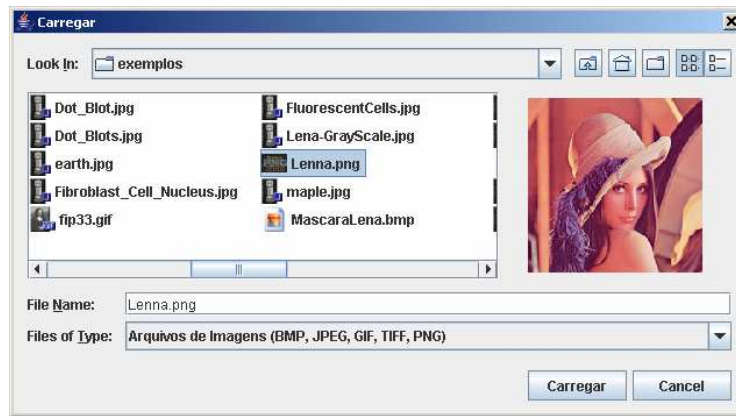 Carregar
Look In: exemplos
Dot_Blot.jpg
Dot_Blots.jpg
earth.jpg
Fibroblast_Cell_Nucleus.jpg
fip33.gif
FluorescentCells.jpg
Lena-GrayScale.jpg
Lenna.png
maple.jpg
MascaraLena.bmp
File Name: Lenna.png
Files of Type: Arquivos de Imagens (BMP, JPEG, GIF, TIFF, PNG)
Carregar Cancel